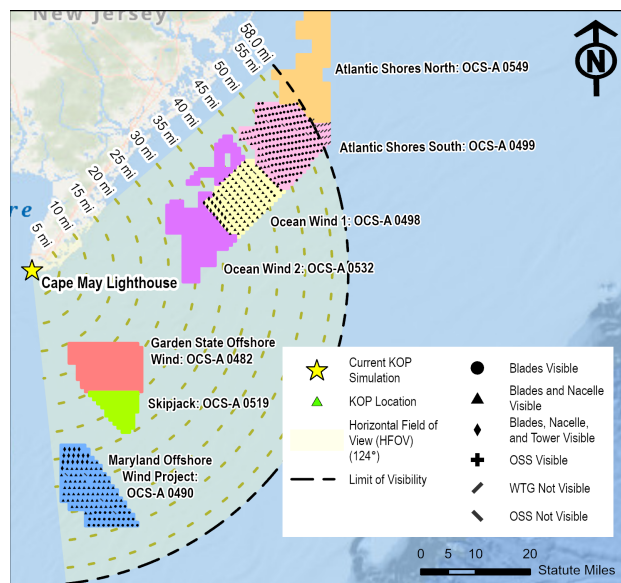 New Jersey
58.0 mi
55 mi
50 mi
45 mi
40 mi
35 mi
30 mi
25 mi
20 mi
15 mi
10 mi
5 mi
N
Atlantic Shores North: OCS-A 0549
Atlantic Shores South: OCS-A 0499
re
Ocean Wind 1: OCS-A 0498
Ocean Wind 2: OCS-A 0532
Cape May Lighthouse
Garden State Offshore
Wind: OCS-A 0482
Skipjack: OCS-A 0519
Maryland Offshore
Wind Project:
OCS-A 0490
Current KOP
Simulation
KOP Location
Horizontal Field of
View (HFOV)
(124°)
Limit of Visibility
Blades Visible
Blades and Nacelle
Visible
Blades, Nacelle,
and Tower Visible
OSS Visible
WTG Not Visible
OSS Not Visible
0 5 10 20
Statute Miles